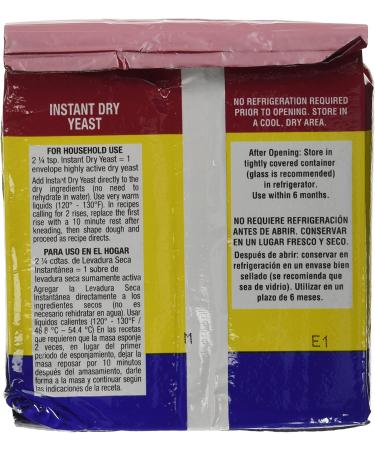 INSTANT DRY
YEAST
FOR HOUSEHOLD USE
2 ¼ tsp. Instant Dry Yeast = 1
envelope highly active dry yeast
Add Instant Dry Yeast directly to the
dry ingredients (no need to
rehydrate in water). Use very warm
liquids (120° - 130°F). In recipes
calling for 2 rises, replace the first
rise with a 10 minute rest after
kneading, then shape dough and
proceed as recipe directs.
PARA USO EN EL HOGAR
2 ¼ cdtas. de Levadura Seca
Instantánea = 1 sobre de
levadura seca sumamente activa
Agregar la Levadura Seca
Instantánea directamente a los
ingredientes secos (no es
necesario rehidratar en agua). Usar
líquidos calientes (120° - 130°F /
48.8 °C – 54.4 °C) En las recetas
que requieren que la masa esponje
2 veces, en lugar del primer
periodo de esponjamiento, dejar la
masa reposar por 10 minutos
después del amasamiento, darle
forma a la masa y continuar según
las indicaciones de la receta.
NO REFRIGERATION REQUIRED
PRIOR TO OPENING. STORE IN
A COOL, DRY AREA.
After Opening: Store in
tightly covered container
(glass is recommended)
in refrigerator.
Use within 6 months.
NO REQUIERE REFRIGERACIÓN
ANTES DE ABRIR. CONSERVAR
EN UN LUGAR FRESCO Y SECO.
Después de abrir: conservar en
refrigeración en un envase bien
sellado (se recomienda que
sea de vidrio). Utilizar en un
plazo de 6 meses.
M
E1